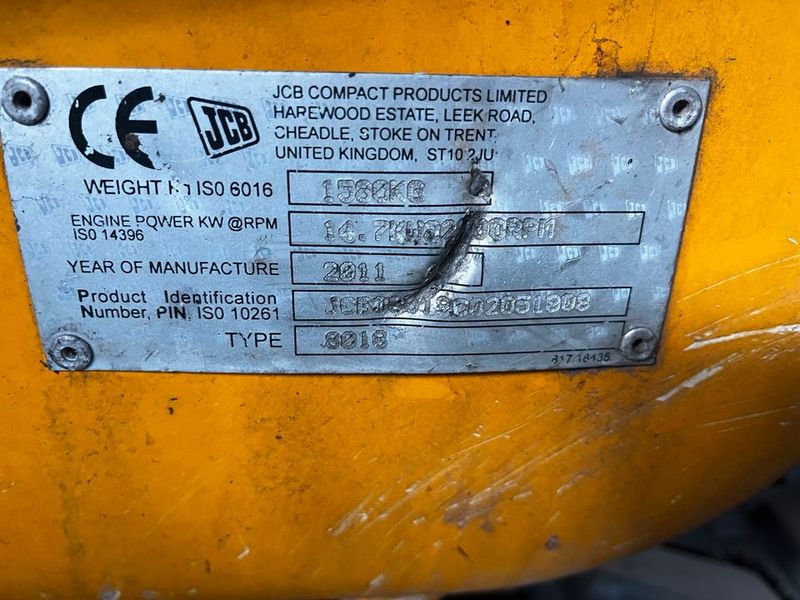 CE JCB
JCB COMPACT PRODUCTS LIMITED
HAREWOOD ESTATE, LEEK ROAD,
CHEADLE, STOKE ON TRENT,
UNITED KINGDOM, ST10 2JU
WEIGHT Kg ISO 6016 1580KG
ENGINE POWER KW @RPM
ISO 14396
YEAR OF MANUFACTURE 2011
Product Identification
Number, PIN, ISO 10261
TYPE 8018
817/18435